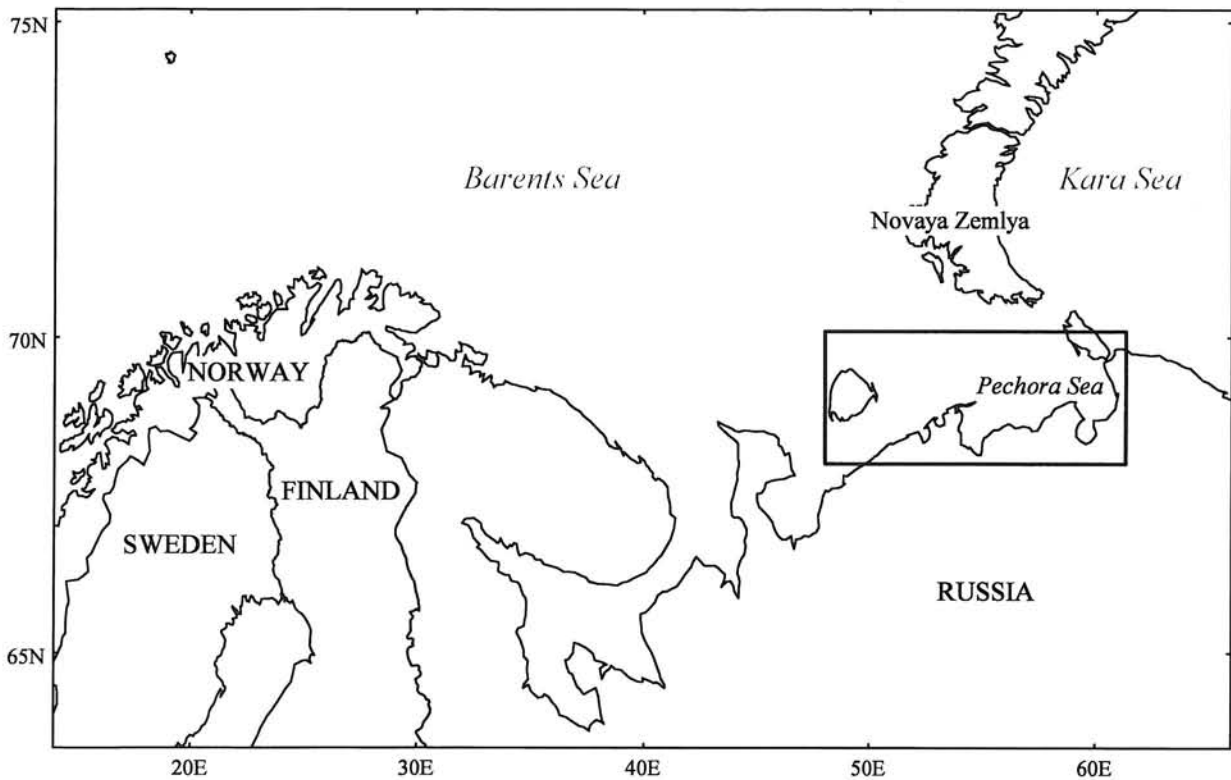 75N
Barents Sea
Kara Sea
Novaya Zemlya
70N
NORWAY
Pechora Sea
FINLAND
SWEDEN
RUSSIA
65N
20E
30E
40E
50E
60E